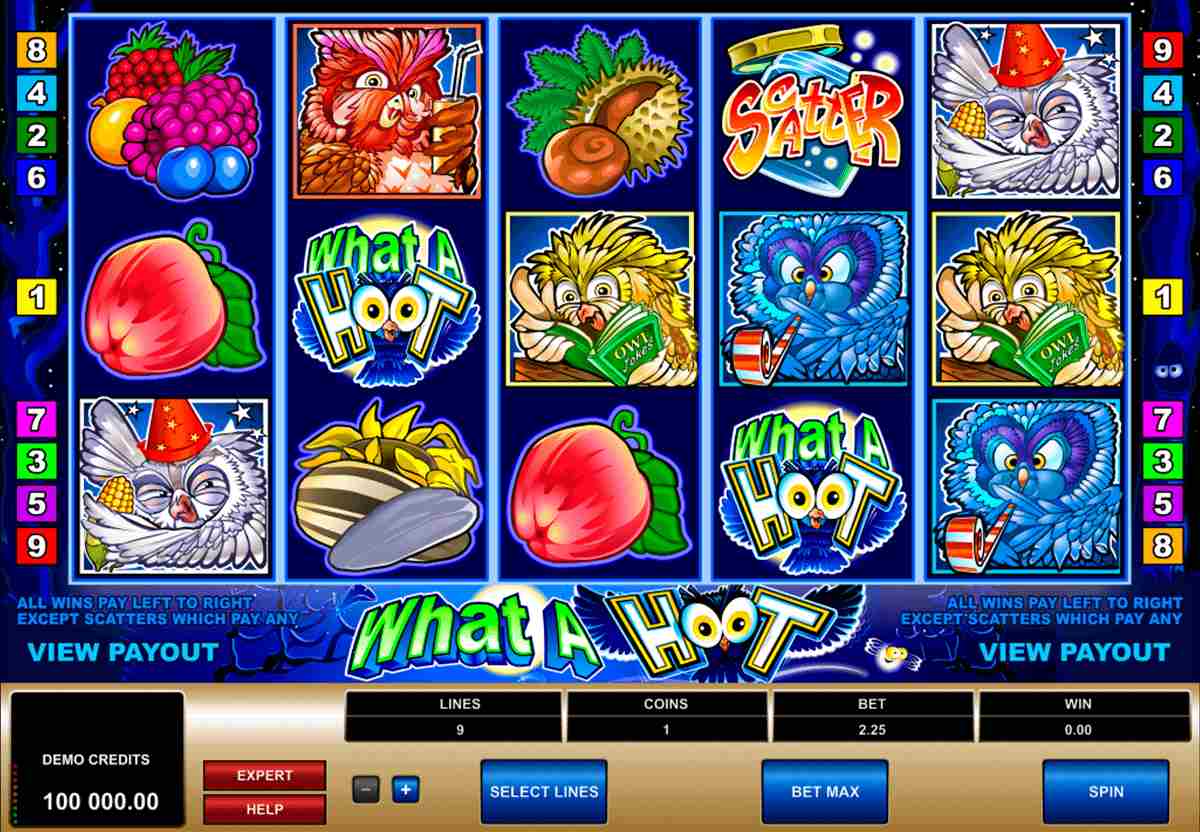 8
4
2
6
1
7
3
5
9
SCATTER
WHAT A
HOOT
OWL
Jokes
OWL
Jokes
WHAT A
HOOT
9
4
2
6
1
7
3
5
8
ALL WINS PAY LEFT TO RIGHT
EXCEPT SCATTERS WHICH PAY ANY
VIEW PAYOUT
WHAT A HOOT
ALL WINS PAY LEFT TO RIGHT
EXCEPT SCATTERS WHICH PAY ANY
VIEW PAYOUT
DEMO CREDITS
100 000.00
EXPERT
HELP
LINES
9
COINS
1
BET
2.25
WIN
0.00
−
+
SELECT LINES
BET MAX
SPIN